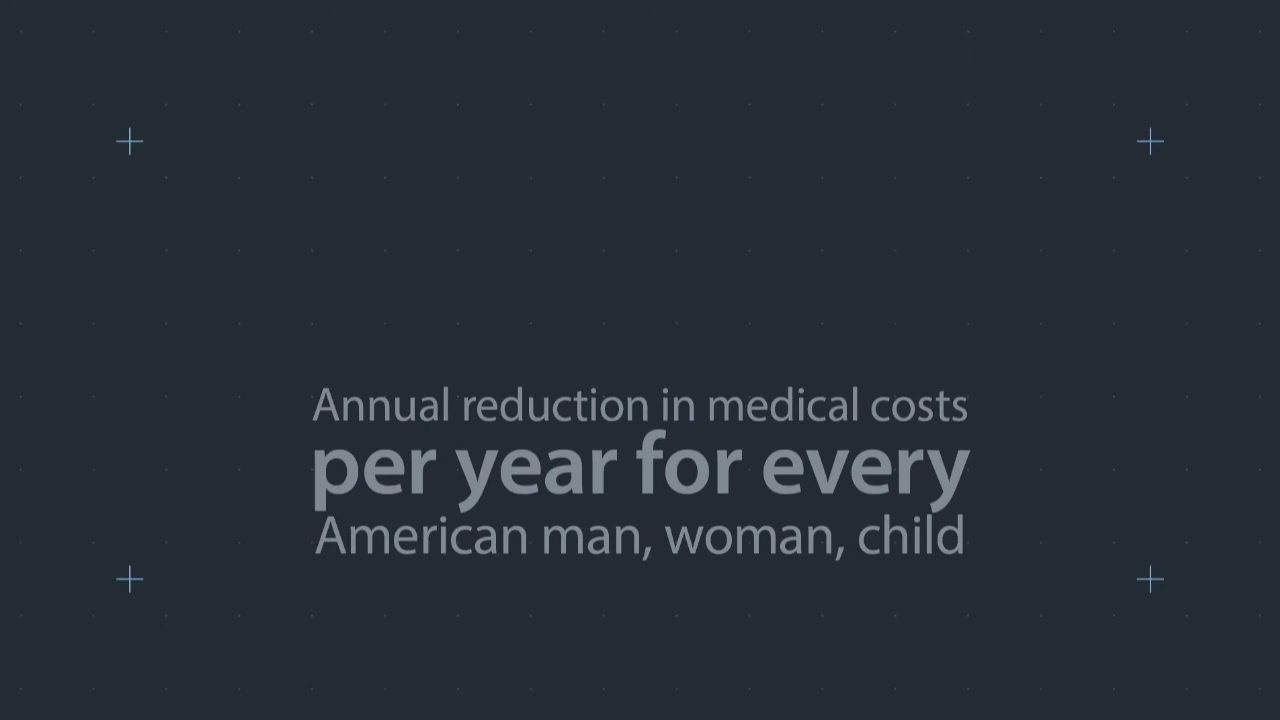 Annual reduction in medical costs
per year for every
American man, woman, child